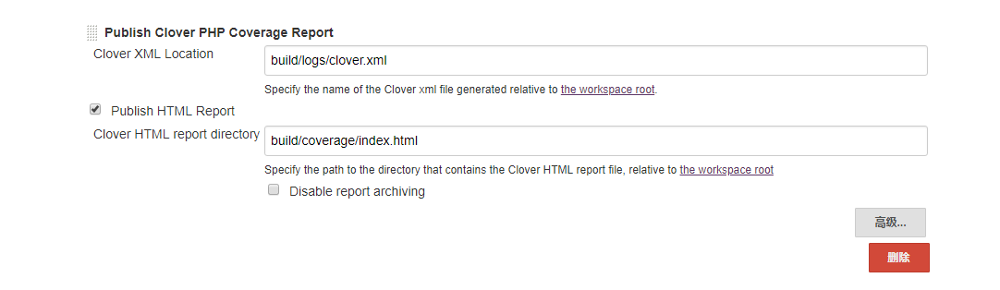 Publish Clover PHP Coverage Report
Clover XML Location
build/logs/clover.xml
Specify the name of the Clover xml file generated relative to the workspace root.
Publish HTML Report
Clover HTML report directory
build/coverage/index.html
Specify the path to the directory that contains the Clover HTML report file, relative to the workspace root
Disable report archiving
高级...
删除